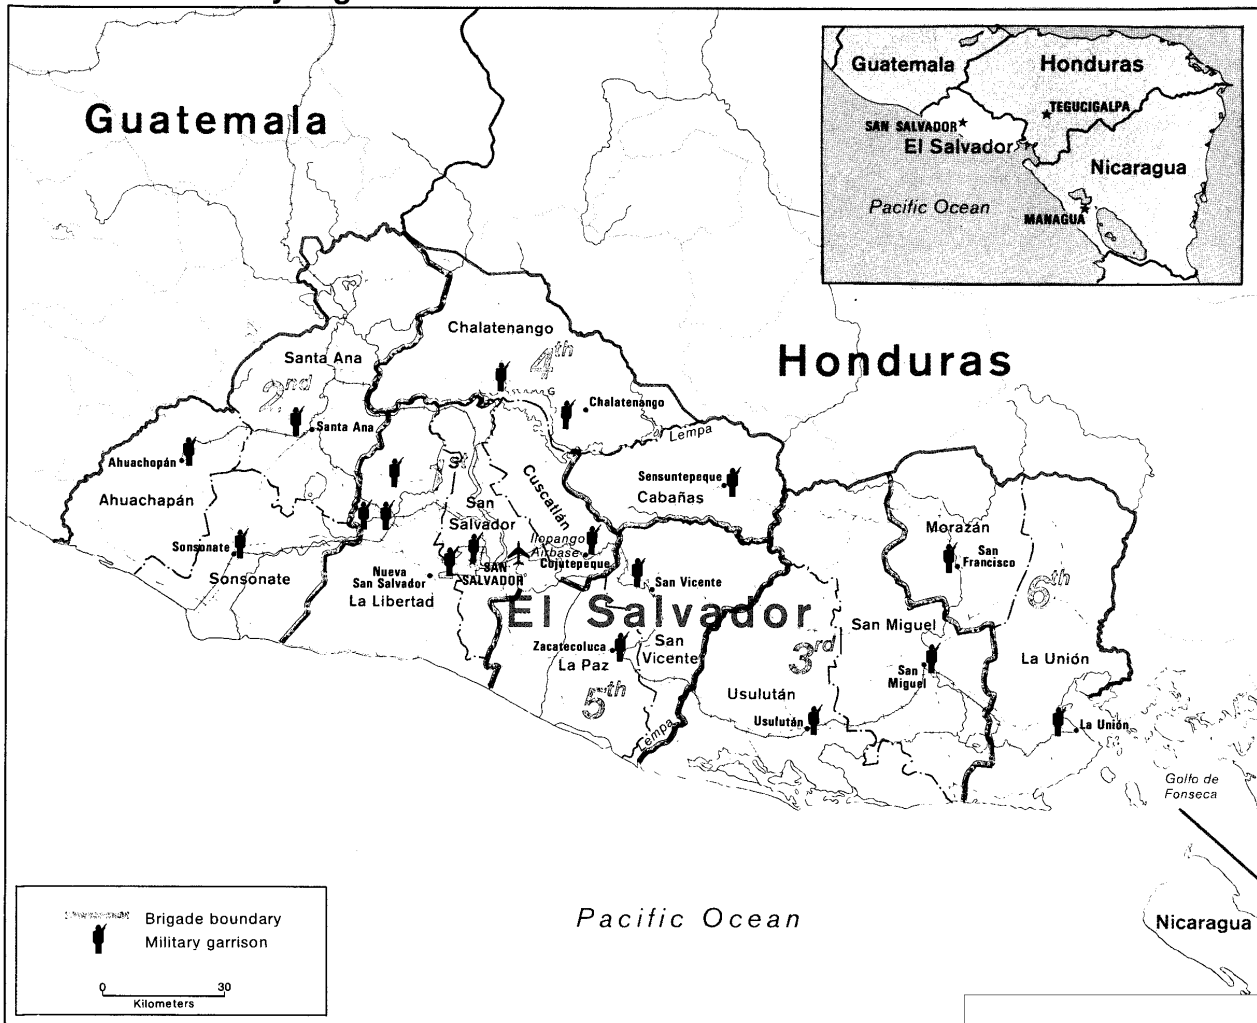 Guatemala
Guatemala
Honduras
TEGUCIGALPA
SAN SALVADOR
El Salvador
Nicaragua
Pacific Ocean
MANAGUA
Chalatenango
4th
Honduras
Santa Ana
2nd
Chalatenango
Santa Ana
Lempa
Ahuachopán
Sensuntepeque
Cabañas
Cuscatlán
Ahuachapán
San
Salvador
Morazán
Ilopango
Airbase
Cojutepeque
Sonsonate
Sonsonate
San
Francisco
Nueva
San Salvador
SAN
SALVADOR
San Vicente
6th
La Libertad
El Salvador
San Miguel
3rd
Zacatecoluca
La Paz
San
Vicente
La Unión
San
Miguel
5th
Usulután
Usulután
La Unión
Lempa
Golfo de
Fonseca
Brigade boundary
Military garrison
0 30
Kilometers
Pacific Ocean
Nicaragua